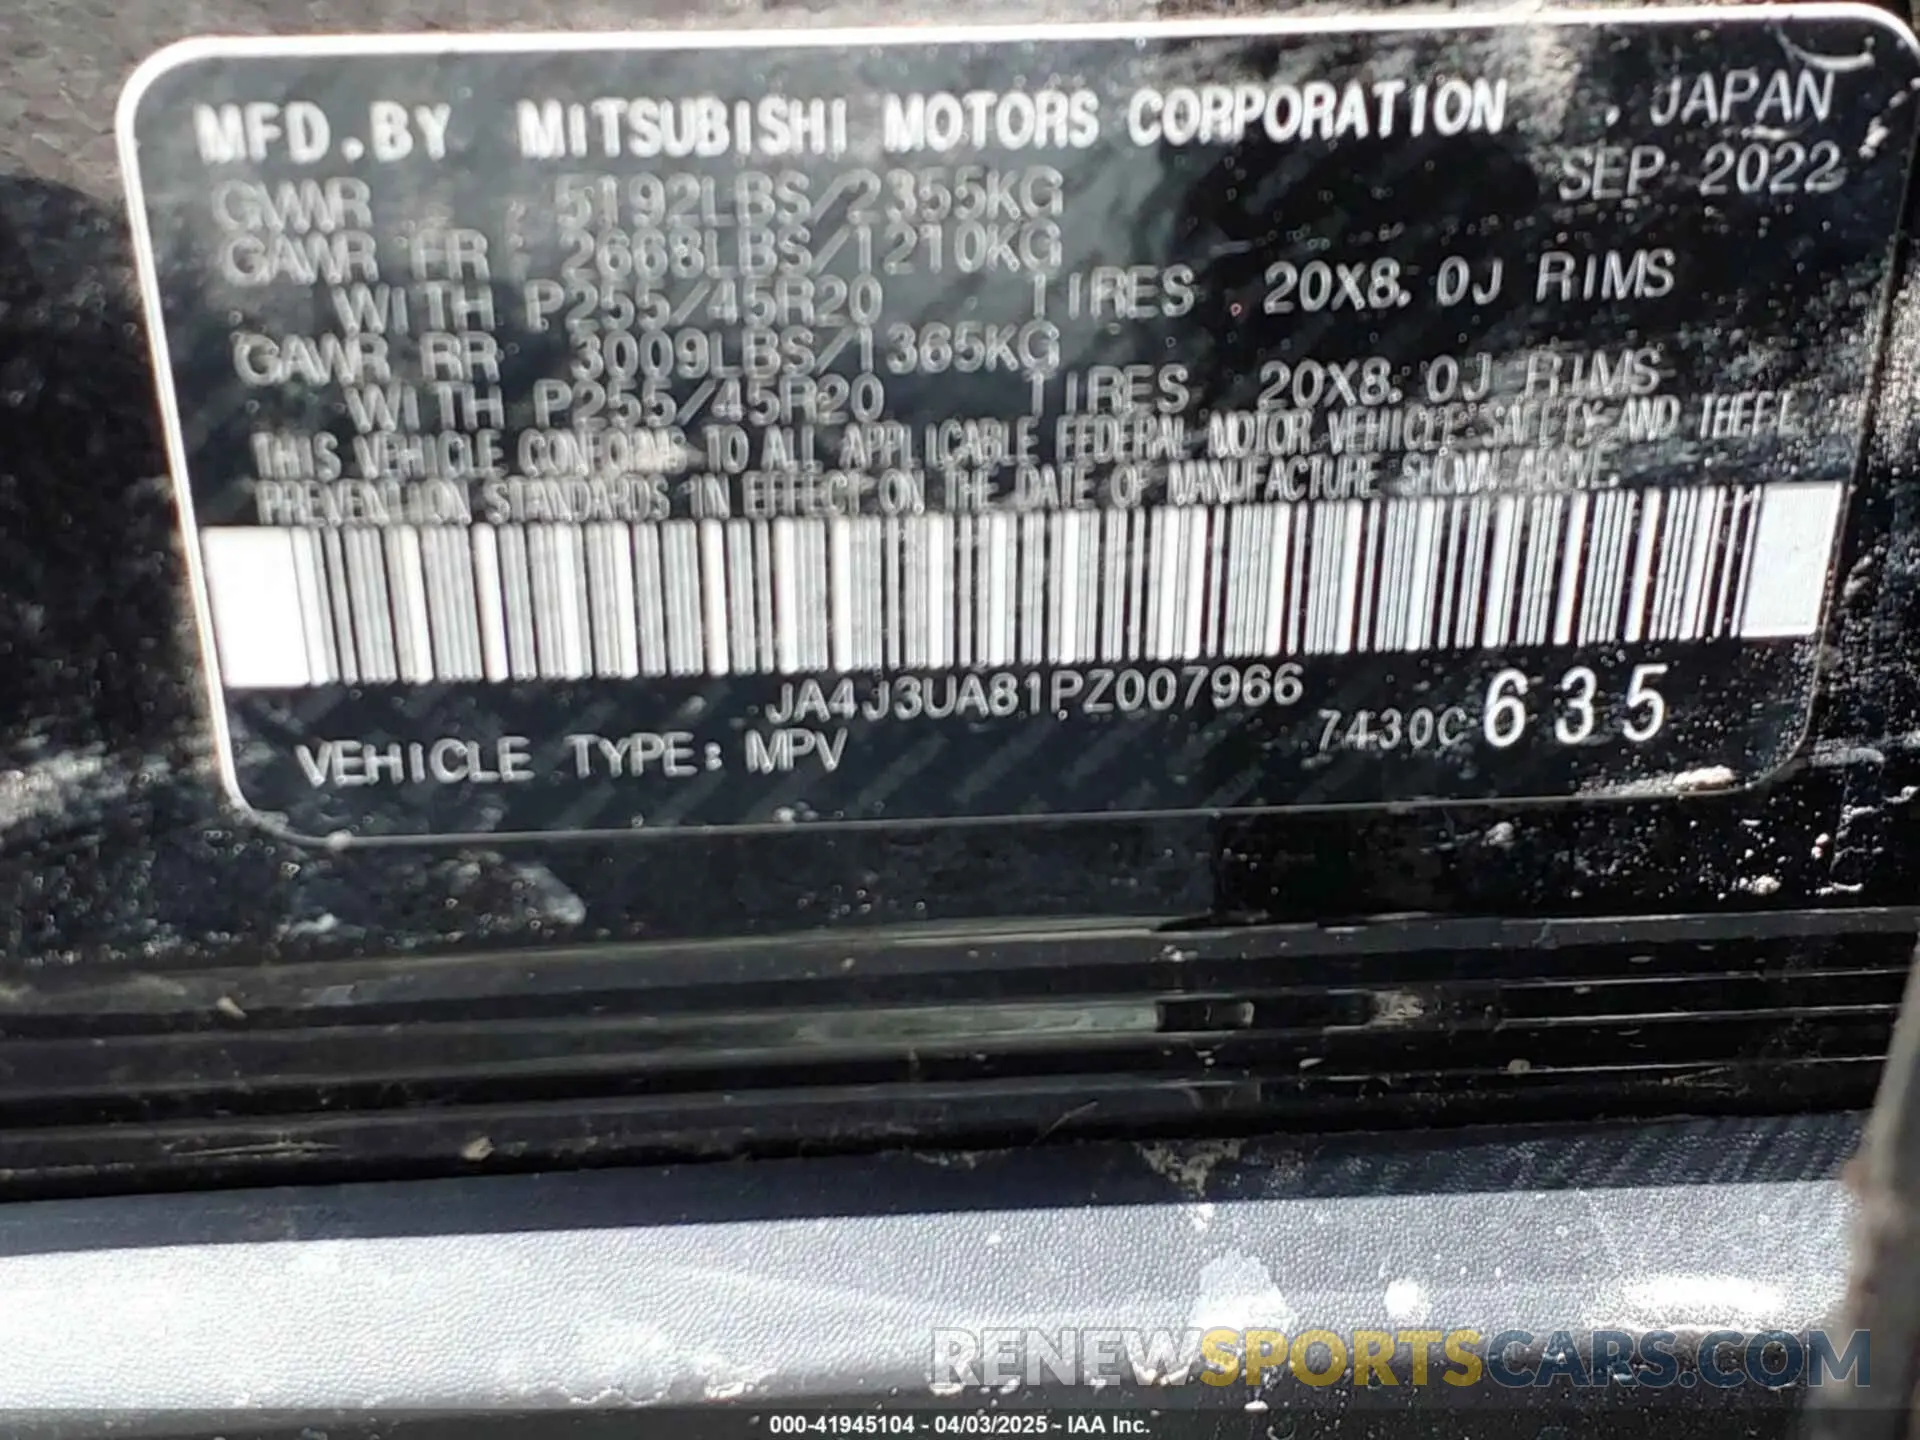 MFD.BY MITSUBISHI MOTORS CORPORATION , JAPAN
SEP 2022
GVWR 5192LBS/2355KG
GAWR FR 2668LBS/1210KG
WITH P255/45R20 TIRES . 20X8.0J RIMS
GAWR RR 3009LBS/1365KG
WITH P255/45R20 TIRES 20X8.0J RIMS
THIS VEHICLE CONFORMS TO ALL APPLICABLE FEDERAL MOTOR VEHICLE SAFETY AND THEFT
PREVENTION STANDARDS IN EFFECT ON THE DATE OF MANUFACTURE SHOWN ABOVE.
JA4J3UA81PZ007966
7430C 635
VEHICLE TYPE: MPV
RENEWSPORTSCARS.COM
000-41945104 - 04/03/2025 - IAA Inc.